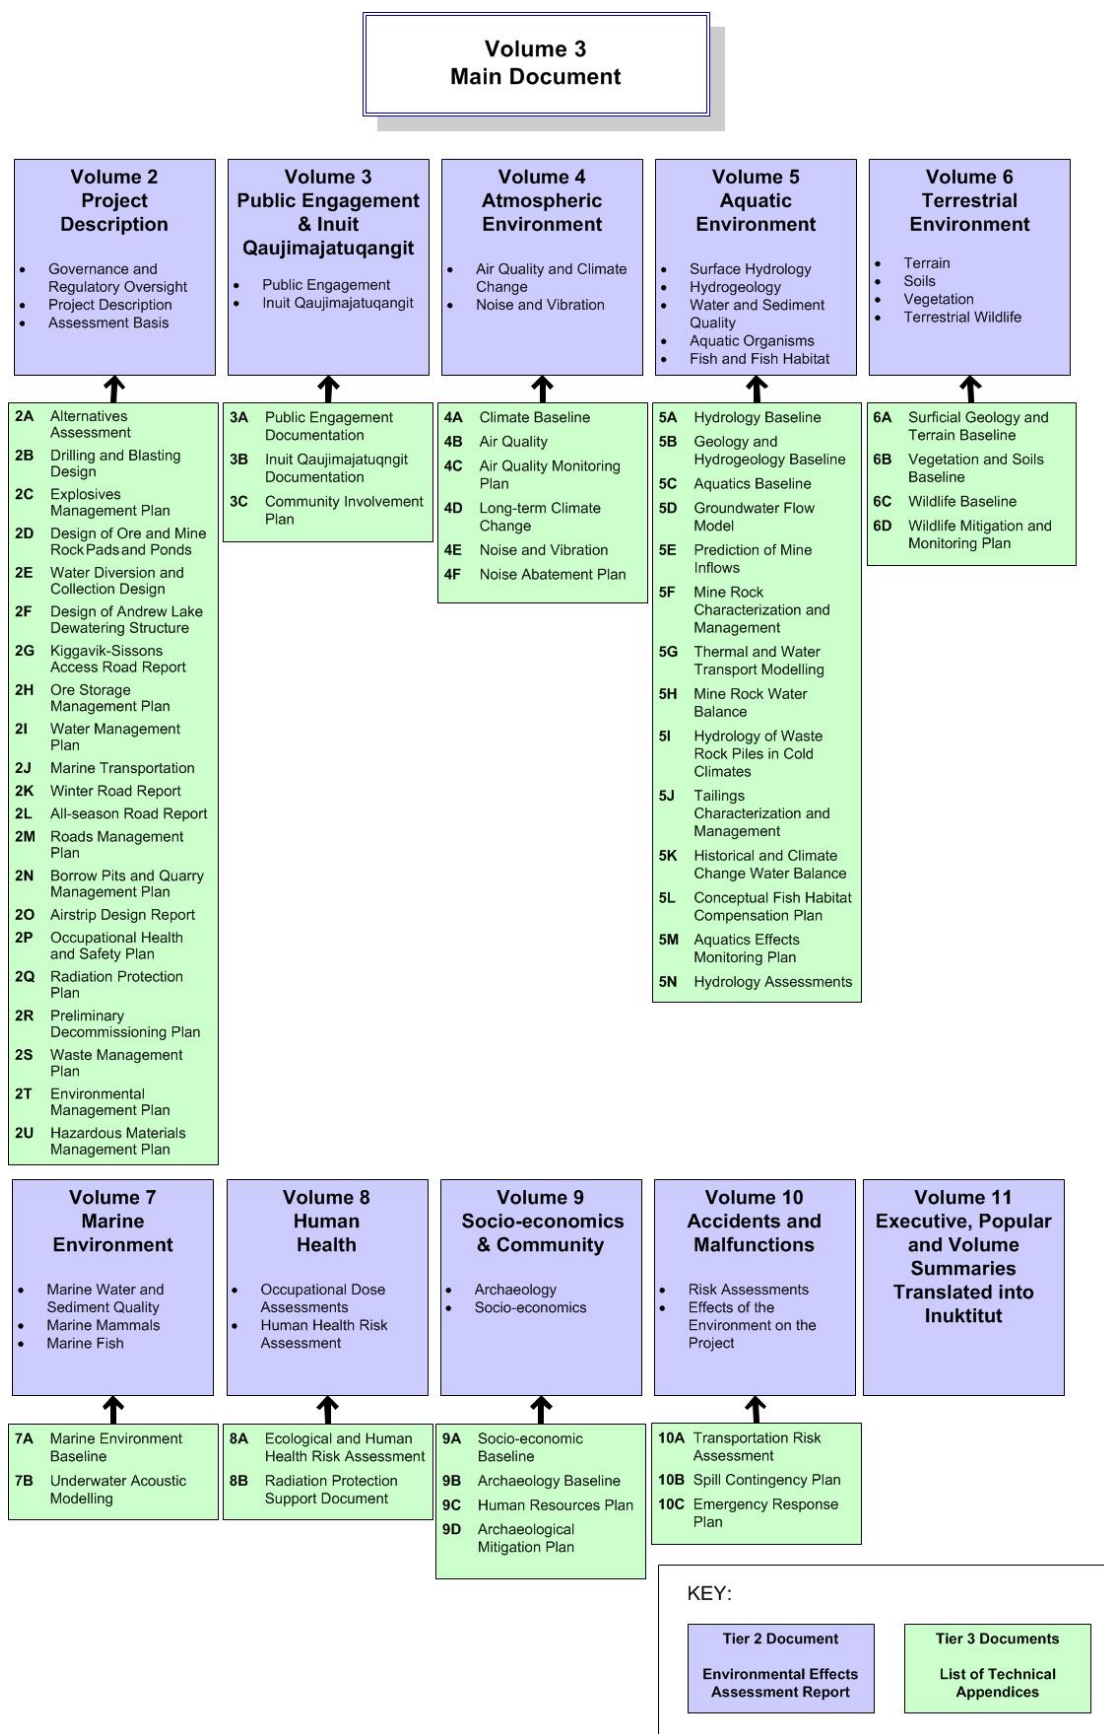 Volume 3
Main Document
Volume 2
Project
Description
• Governance and
Regulatory Oversight
• Project Description
• Assessment Basis
Volume 3
Public Engagement
& Inuit
Qaujimajatuqangit
• Public Engagement
• Inuit Qaujimajatuqangit
Volume 4
Atmospheric
Environment
• Air Quality and Climate
Change
• Noise and Vibration
Volume 5
Aquatic
Environment
• Surface Hydrology
• Hydrogeology
• Water and Sediment
Quality
• Aquatic Organisms
• Fish and Fish Habitat
Volume 6
Terrestrial
Environment
• Terrain
• Soils
• Vegetation
• Terrestrial Wildlife
2A Alternatives
Assessment
2B Drilling and Blasting
Design
2C Explosives
Management Plan
2D Design of Ore and Mine
Rock Pads and Ponds
2E Water Diversion and
Collection Design
2F Design of Andrew Lake
Dewatering Structure
2G Kiggavik-Sissons
Access Road Report
2H Ore Storage
Management Plan
2I Water Management
Plan
2J Marine Transportation
2K Winter Road Report
2L All-season Road Report
2M Roads Management
Plan
2N Borrow Pits and Quarry
Management Plan
2O Airstrip Design Report
2P Occupational Health
and Safety Plan
2Q Radiation Protection
Plan
2R Preliminary
Decommissioning Plan
2S Waste Management
Plan
2T Environmental
Management Plan
2U Hazardous Materials
Management Plan
3A Public Engagement
Documentation
3B Inuit Qaujimajatuqngit
Documentation
3C Community Involvement
Plan
4A Climate Baseline
4B Air Quality
4C Air Quality Monitoring
Plan
4D Long-term Climate
Change
4E Noise and Vibration
4F Noise Abatement Plan
5A Hydrology Baseline
5B Geology and
Hydrogeology Baseline
5C Aquatics Baseline
5D Groundwater Flow
Model
5E Prediction of Mine
Inflows
5F Mine Rock
Characterization and
Management
5G Thermal and Water
Transport Modelling
5H Mine Rock Water
Balance
5I Hydrology of Waste
Rock Piles in Cold
Climates
5J Tailings
Characterization and
Management
5K Historical and Climate
Change Water Balance
5L Conceptual Fish Habitat
Compensation Plan
5M Aquatics Effects
Monitoring Plan
5N Hydrology Assessments
6A Surficial Geology and
Terrain Baseline
6B Vegetation and Soils
Baseline
6C Wildlife Baseline
6D Wildlife Mitigation and
Monitoring Plan
Volume 7
Marine
Environment
• Marine Water and
Sediment Quality
• Marine Mammals
• Marine Fish
Volume 8
Human
Health
• Occupational Dose
Assessments
• Human Health Risk
Assessment
Volume 9
Socio-economics
& Community
• Archaeology
• Socio-economics
Volume 10
Accidents and
Malfunctions
• Risk Assessments
• Effects of the
Environment on the
Project
Volume 11
Executive, Popular
and Volume
Summaries
Translated into
Inuktitut
7A Marine Environment
Baseline
7B Underwater Acoustic
Modelling
8A Ecological and Human
Health Risk Assessment
8B Radiation Protection
Support Document
9A Socio-economic
Baseline
9B Archaeology Baseline
9C Human Resources Plan
9D Archaeological
Mitigation Plan
10A Transportation Risk
Assessment
10B Spill Contingency Plan
10C Emergency Response
Plan
KEY:
Tier 2 Document
Environmental Effects
Assessment Report
Tier 3 Documents
List of Technical
Appendices